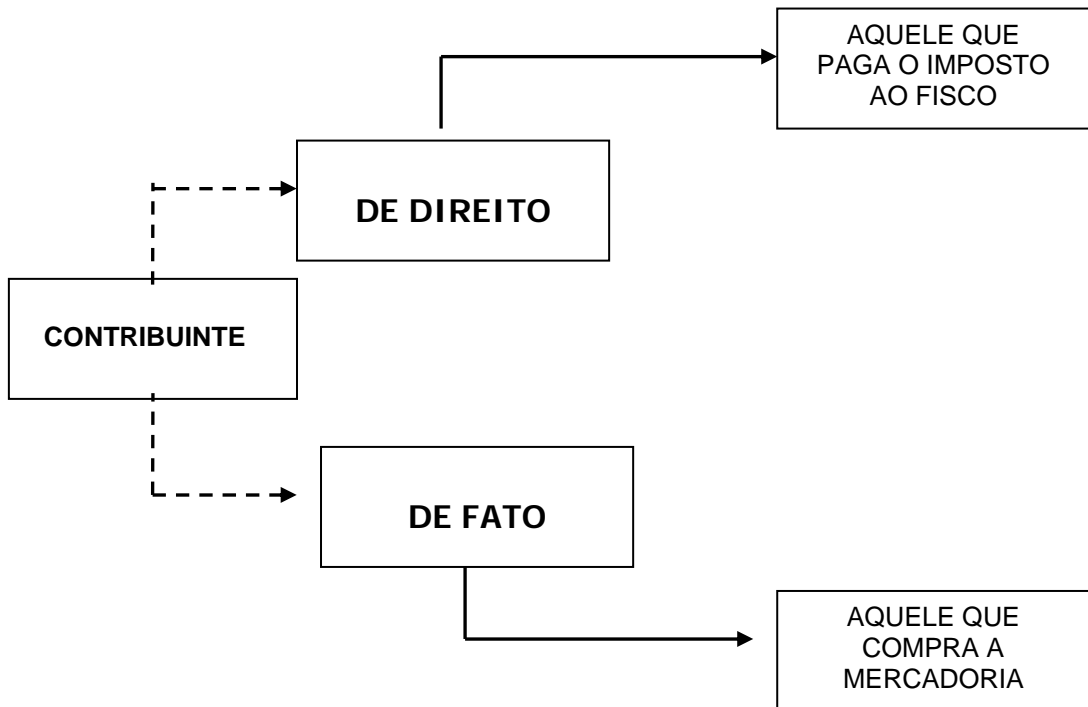 AQUELE QUE
PAGA O IMPOSTO
AO FISCO
DE DIREITO
CONTRIBUINTE
DE FATO
AQUELE QUE
COMPRA A
MERCADORIA